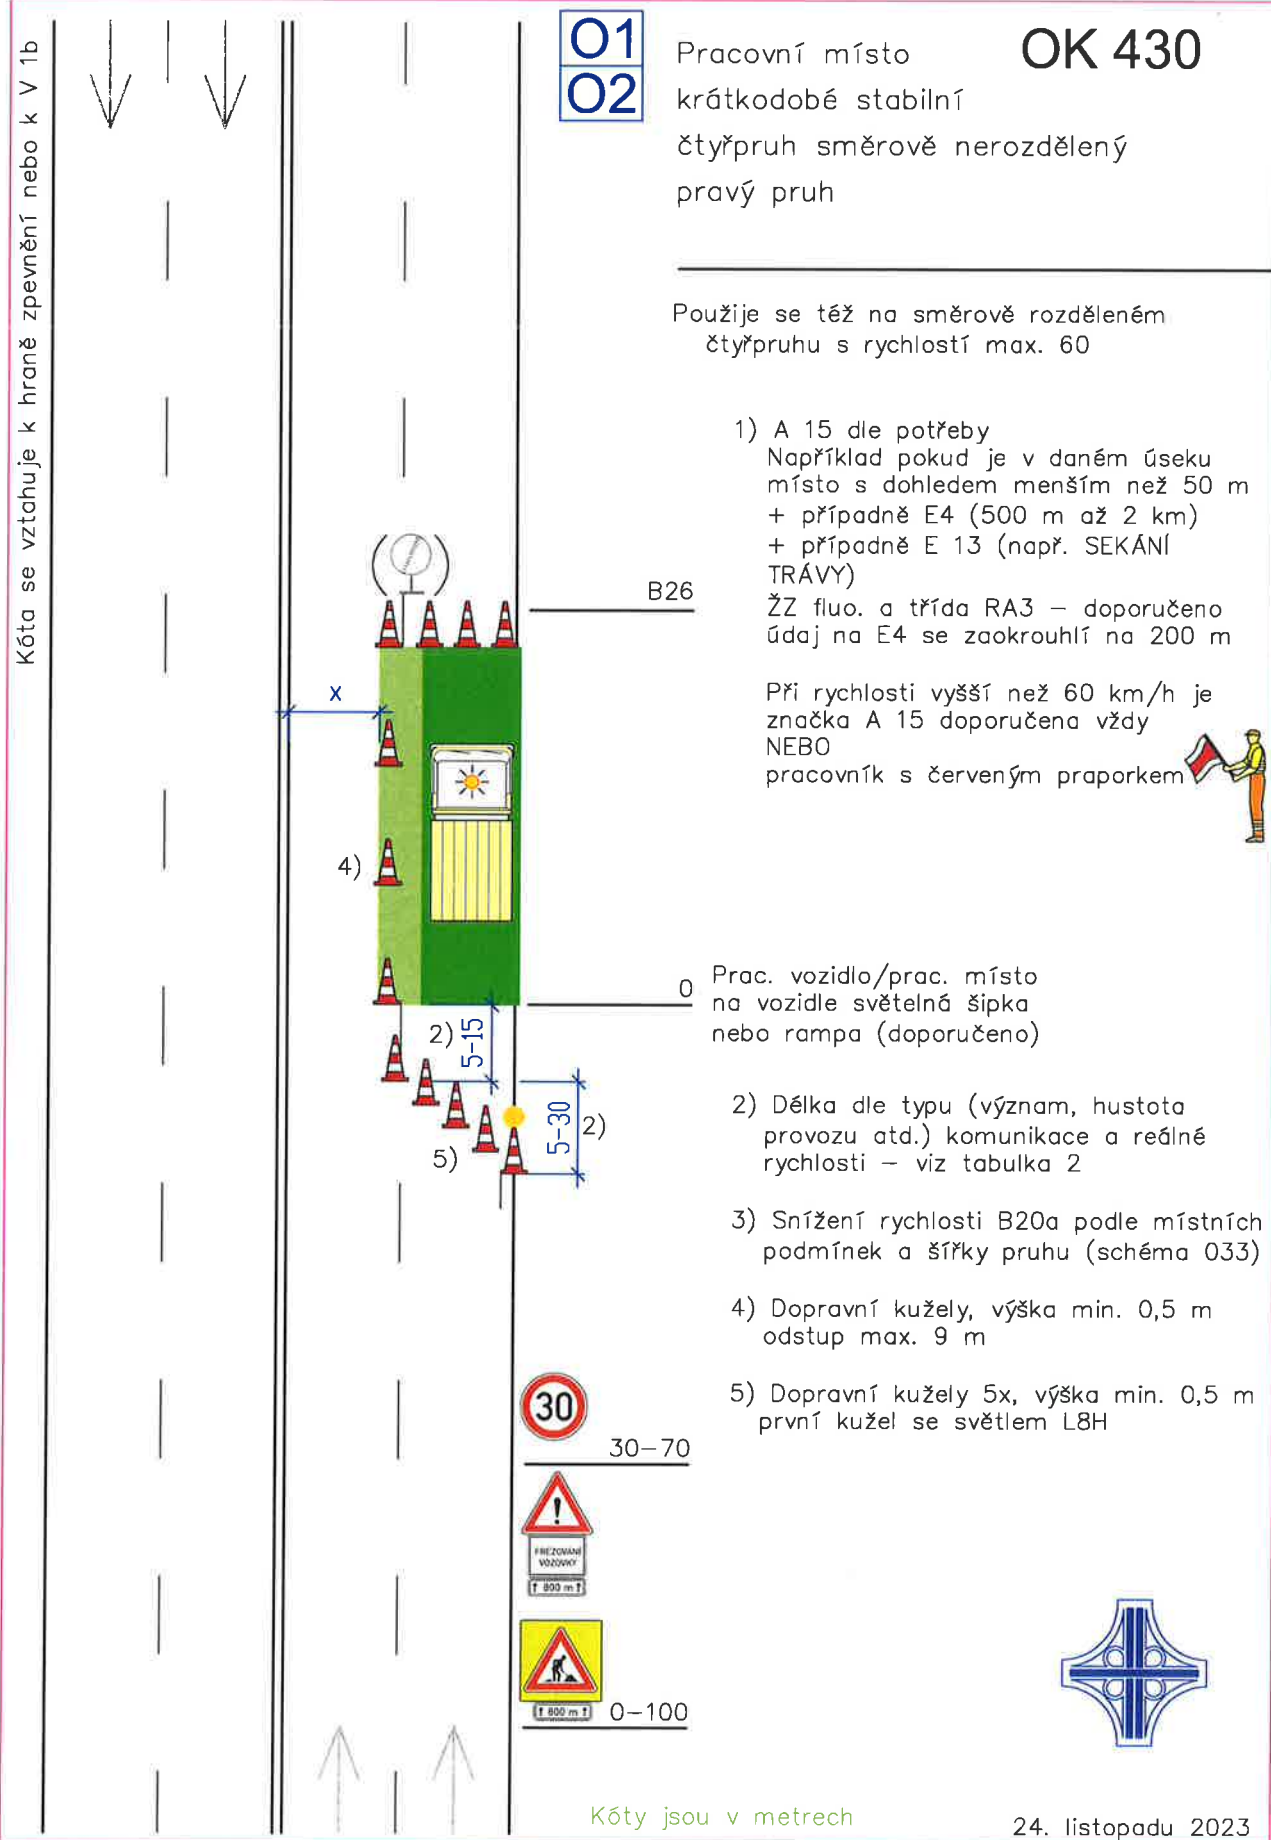 Kóta se vztahuje k hraně zpevnění nebo k V 1b
O1
O2
Pracovní místo
krátkodobé stabilní
čtyřpruh směrově nerozdělený
pravý pruh
OK 430
Použije se též na směrově rozděleném
čtyřpruhu s rychlostí max. 60
1) A 15 dle potřeby
Například pokud je v daném úseku
místo s dohledem menším než 50 m
+ případně E4 (500 m až 2 km)
+ případně E 13 (např. SEKÁNÍ
TRÁVY)
ŽZ fluo. a třída RA3 – doporučeno
údaj na E4 se zaokrouhlí na 200 m
B26
Při rychlosti vyšší než 60 km/h je
značka A 15 doporučena vždy
NEBO
pracovník s červeným praporkem
x
4)
0
Prac. vozidlo/prac. místo
na vozidle světelná šipka
nebo rampa (doporučeno)
2)
5-15
5-30
2)
5)
2) Délka dle typu (význam, hustota
provozu atd.) komunikace a reálné
rychlosti – viz tabulka 2
3) Snížení rychlosti B20a podle místních
podmínek a šířky pruhu (schéma 033)
4) Dopravní kužely, výška min. 0,5 m
odstup max. 9 m
5) Dopravní kužely 5x, výška min. 0,5 m
první kužel se světlem L8H
30
30–70
FRÉZOVÁNÍ
VOZOVKY
↑ 800 m ↑
↑ 800 m ↑
0–100
Kóty jsou v metrech
24. listopadu 2023